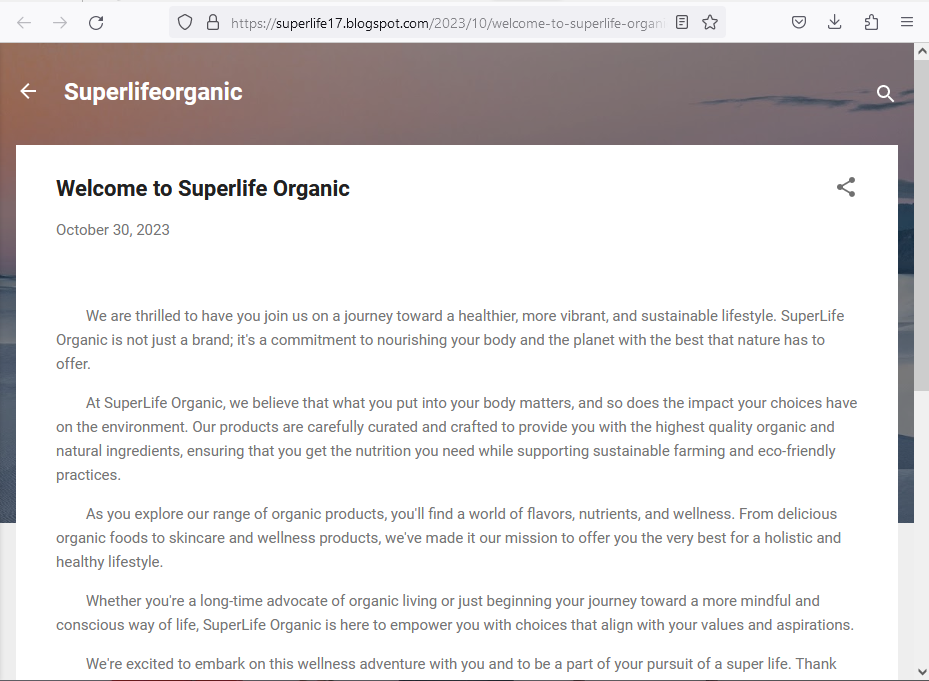 https://superlife17.blogspot.com/2023/10/welcome-to-superlife-organi
Superlifeorganic
Welcome to Superlife Organic
October 30, 2023
We are thrilled to have you join us on a journey toward a healthier, more vibrant, and sustainable lifestyle. SuperLife
Organic is not just a brand; it's a commitment to nourishing your body and the planet with the best that nature has to
offer.
At SuperLife Organic, we believe that what you put into your body matters, and so does the impact your choices have
on the environment. Our products are carefully curated and crafted to provide you with the highest quality organic and
natural ingredients, ensuring that you get the nutrition you need while supporting sustainable farming and eco-friendly
practices.
As you explore our range of organic products, you'll find a world of flavors, nutrients, and wellness. From delicious
organic foods to skincare and wellness products, we've made it our mission to offer you the very best for a holistic and
healthy lifestyle.
Whether you're a long-time advocate of organic living or just beginning your journey toward a more mindful and
conscious way of life, SuperLife Organic is here to empower you with choices that align with your values and aspirations.
We're excited to embark on this wellness adventure with you and to be a part of your pursuit of a super life. Thank